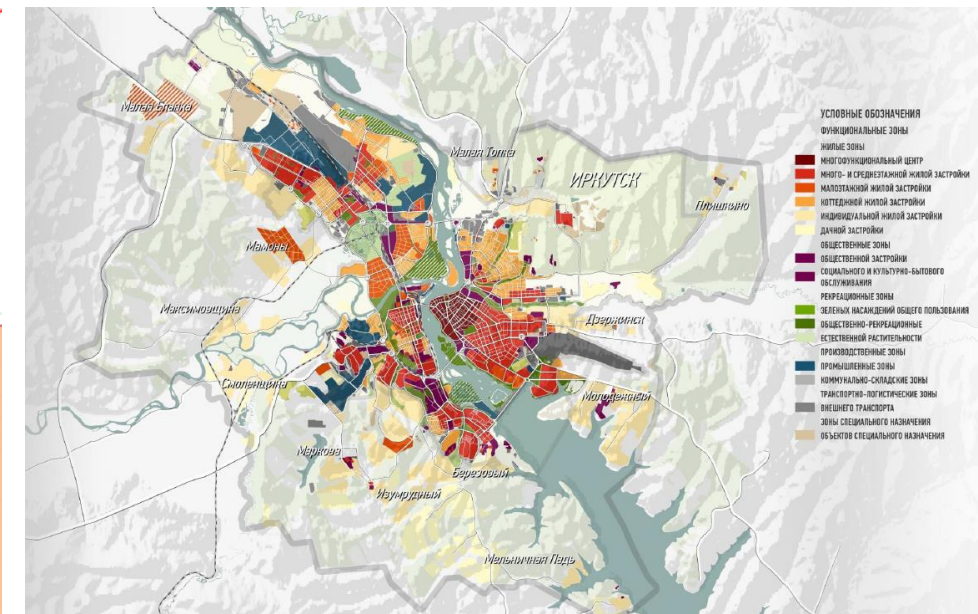 Малая Еланка
Малая Топка
ИРКУТСК
Плишкино
Мамоны
Максимовщина
Дзержинск
Смоленщина
Молодежный
Маркова
Березовый
Изумрудный
Мельничная Падь
УСЛОВНЫЕ ОБОЗНАЧЕНИЯ
ФУНКЦИОНАЛЬНЫЕ ЗОНЫ
ЖИЛЫЕ ЗОНЫ
МНОГОФУНКЦИОНАЛЬНЫЙ ЦЕНТР
МНОГО- И СРЕДНЕЭТАЖНОЙ ЖИЛОЙ ЗАСТРОЙКИ
МАЛОЭТАЖНОЙ ЖИЛОЙ ЗАСТРОЙКИ
КОТТЕДЖНОЙ ЖИЛОЙ ЗАСТРОЙКИ
ИНДИВИДУАЛЬНОЙ ЖИЛОЙ ЗАСТРОЙКИ
ДАЧНОЙ ЗАСТРОЙКИ
ОБЩЕСТВЕННЫЕ ЗОНЫ
ОБЩЕСТВЕННОЙ ЗАСТРОЙКИ
СОЦИАЛЬНОГО И КУЛЬТУРНО-БЫТОВОГО
ОБСЛУЖИВАНИЯ
РЕКРЕАЦИОННЫЕ ЗОНЫ
ЗЕЛЕНЫХ НАСАЖДЕНИЙ ОБЩЕГО ПОЛЬЗОВАНИЯ
ОБЩЕСТВЕННО-РЕКРЕАЦИОННЫЕ
ЕСТЕСТВЕННОЙ РАСТИТЕЛЬНОСТИ
ПРОИЗВОДСТВЕННЫЕ ЗОНЫ
ПРОМЫШЛЕННЫЕ ЗОНЫ
КОММУНАЛЬНО-СКЛАДСКИЕ ЗОНЫ
ТРАНСПОРТНО-ЛОГИСТИЧЕСКИЕ ЗОНЫ
ВНЕШНЕГО ТРАНСПОРТА
ЗОНЫ СПЕЦИАЛЬНОГО НАЗНАЧЕНИЯ
ОБЪЕКТОВ СПЕЦИАЛЬНОГО НАЗНАЧЕНИЯ